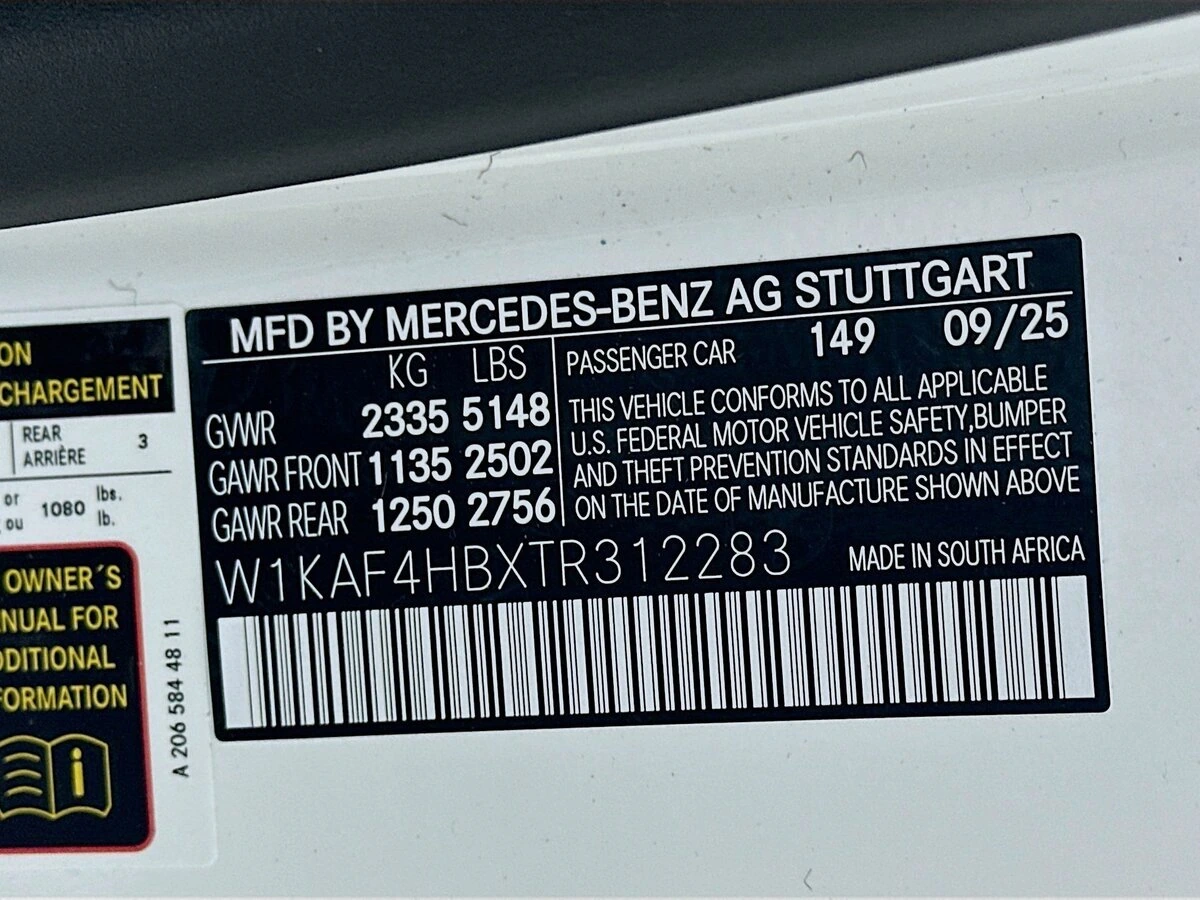 ON
CHARGEMENT
REAR 3
ARRIÈRE
or 1080 lbs.
ou lb.
OWNER´S
NUAL FOR
DDITIONAL
FORMATION
i
A 206 584 48 11
MFD BY MERCEDES-BENZ AG STUTTGART
KG LBS PASSENGER CAR 149 09/25
GVWR 2335 5148
GAWR FRONT 1135 2502
GAWR REAR 1250 2756
THIS VEHICLE CONFORMS TO ALL APPLICABLE
U.S. FEDERAL MOTOR VEHICLE SAFETY,BUMPER
AND THEFT PREVENTION STANDARDS IN EFFECT
ON THE DATE OF MANUFACTURE SHOWN ABOVE
W1KAF4HBXTR312283 MADE IN SOUTH AFRICA